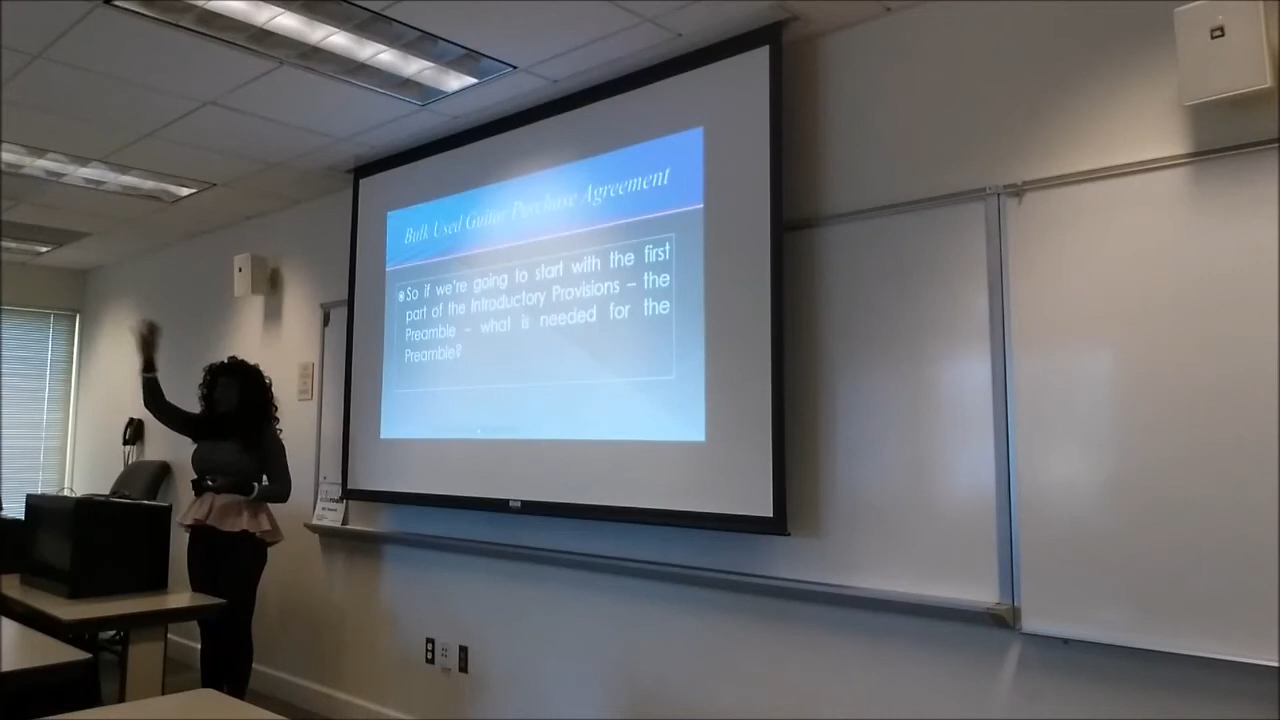 Bulk Used Guitar Purchase Agreement
So if we're going to start with the first
part of the Introductory Provisions – the
Preamble – what is needed for the
Preamble?